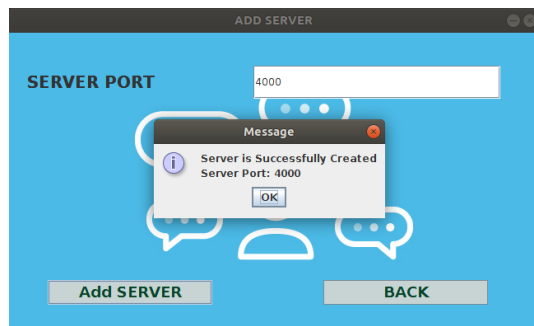 ADD SERVER
SERVER PORT
4000
Message
Server is Successfully Created
Server Port: 4000
OK
Add SERVER
BACK